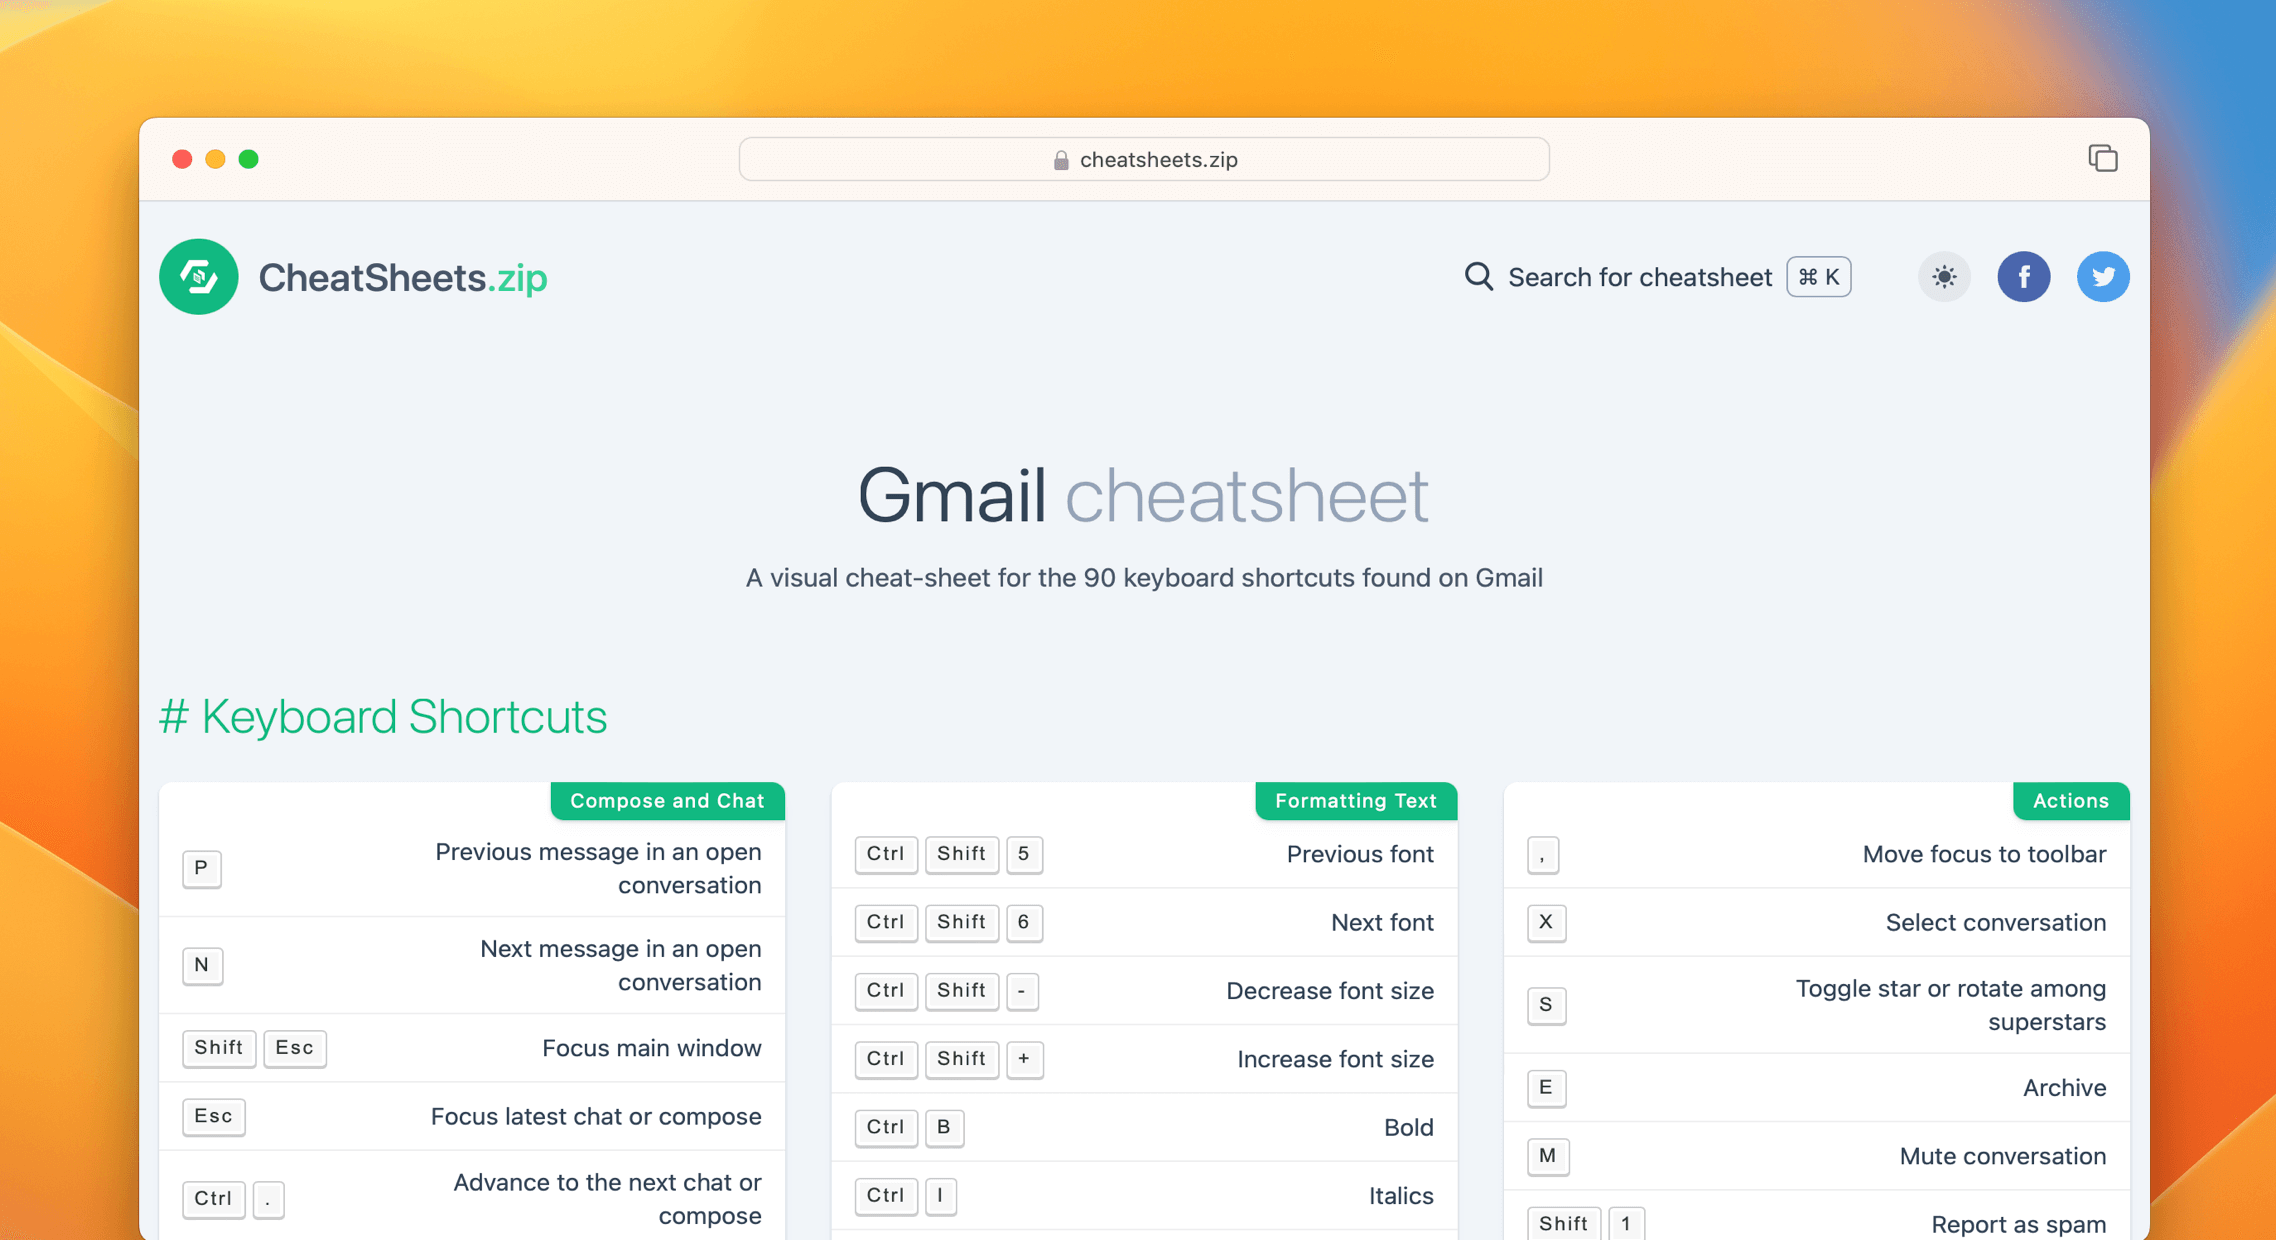 cheatsheets.zip
CheatSheets.zip
Search for cheatsheet ⌘ K
f
Gmail cheatsheet
A visual cheat-sheet for the 90 keyboard shortcuts found on Gmail
# Keyboard Shortcuts
Compose and Chat
P Previous message in an open
conversation
N Next message in an open
conversation
Shift Esc Focus main window
Esc Focus latest chat or compose
Ctrl . Advance to the next chat or
compose
Formatting Text
Ctrl Shift 5 Previous font
Ctrl Shift 6 Next font
Ctrl Shift - Decrease font size
Ctrl Shift + Increase font size
Ctrl B Bold
Ctrl I Italics
Actions
, Move focus to toolbar
X Select conversation
S Toggle star or rotate among
superstars
E Archive
M Mute conversation
Shift 1 Report as spam